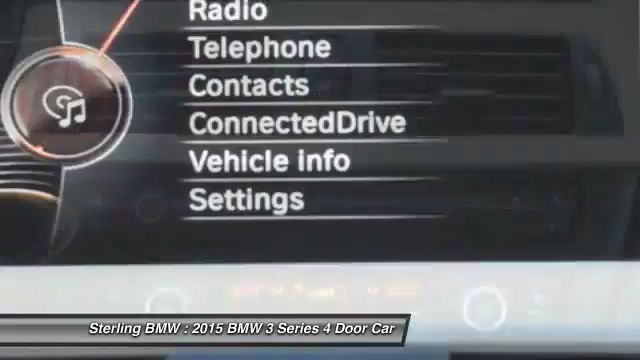 Radio
Telephone
Contacts
ConnectedDrive
Vehicle info
Settings
Sterling BMW : 2015 BMW 3 Series 4 Door Car